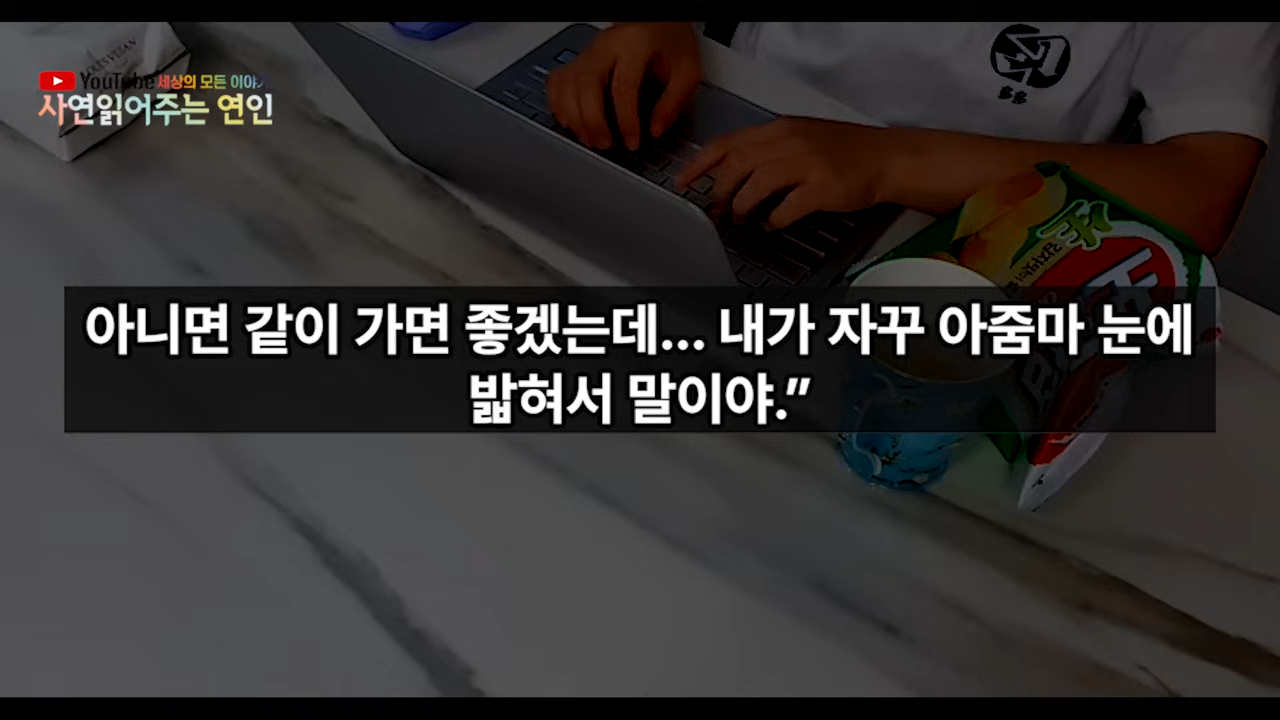 YouTube 세상의 모든 이야
사연읽어주는 연인
아니면 같이 가면 좋겠는데... 내가 자꾸 아줌마 눈에
밟혀서 말이야.”